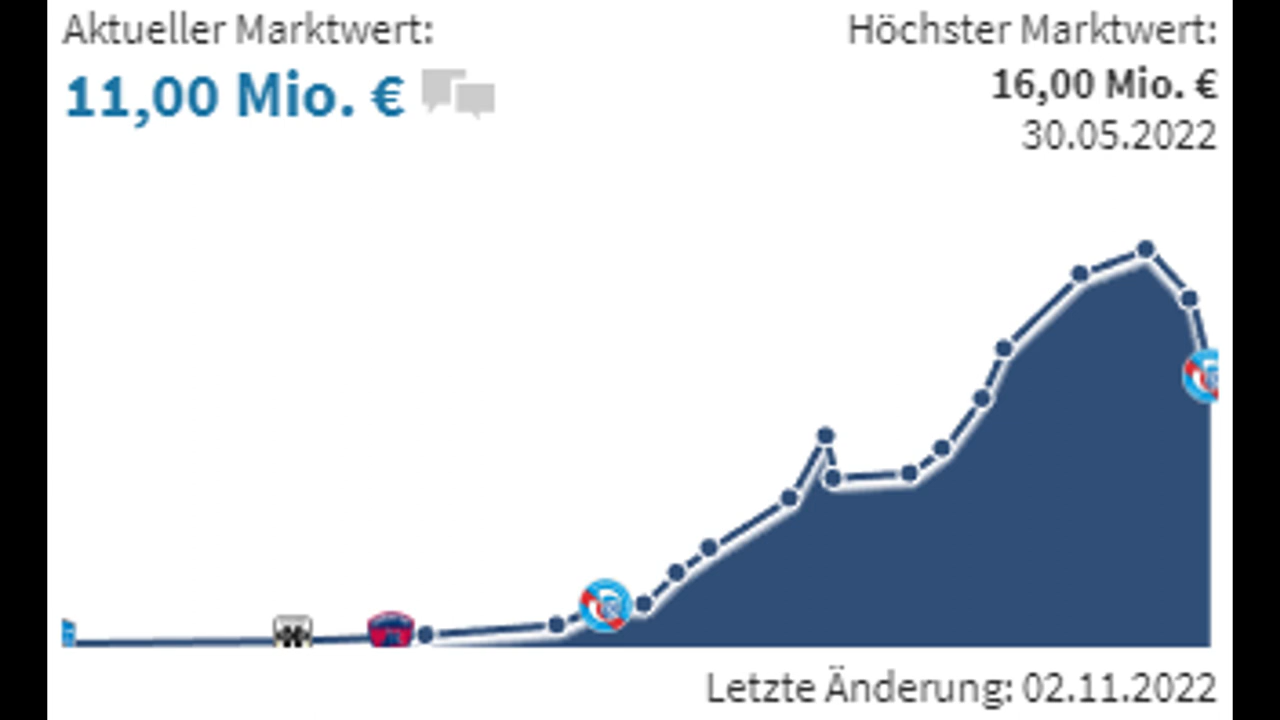 Aktueller Marktwert:
11,00 Mio. €
Höchster Marktwert:
16,00 Mio. €
30.05.2022
Letzte Änderung: 02.11.2022